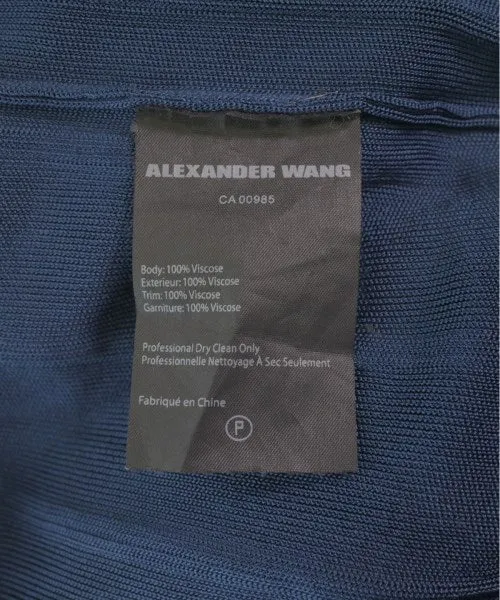 ALEXANDER WANG
CA 00985
Body: 100% Viscose
Exterieur: 100% Viscose
Trim: 100% Viscose
Garniture: 100% Viscose
Professional Dry Clean Only
Professionnelle Nettoyage À Sec Seulement
Fabriqué en Chine
P